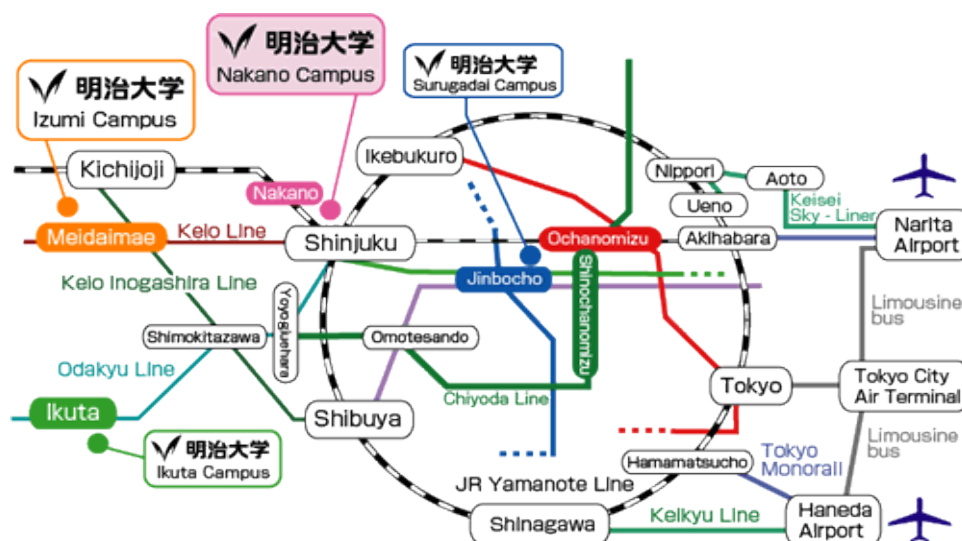 明治大学
Nakano Campus
明治大学
Surugadai Campus
明治大学
Izumi Campus
Kichijoji
Ikebukuro
Nippori
Aoto
Nakano
Ueno
Keisei
Sky - Liner
Narita
Airport
Meidaimae
Keio Line
Shinjuku
Ochanomizu
Akihabara
Keio Inogashira Line
Jinbocho
Shinochanomizu
Limousine
bus
Yoyogiuehara
Shimokitazawa
Omotesando
Odakyu Line
Chiyoda Line
Tokyo
Tokyo City
Air Terminal
Ikuta
Shibuya
明治大学
Ikuta Campus
Limousine
bus
Hamamatsucho
Tokyo
Monorail
JR Yamanote Line
Shinagawa
Keikyu Line
Haneda
Airport